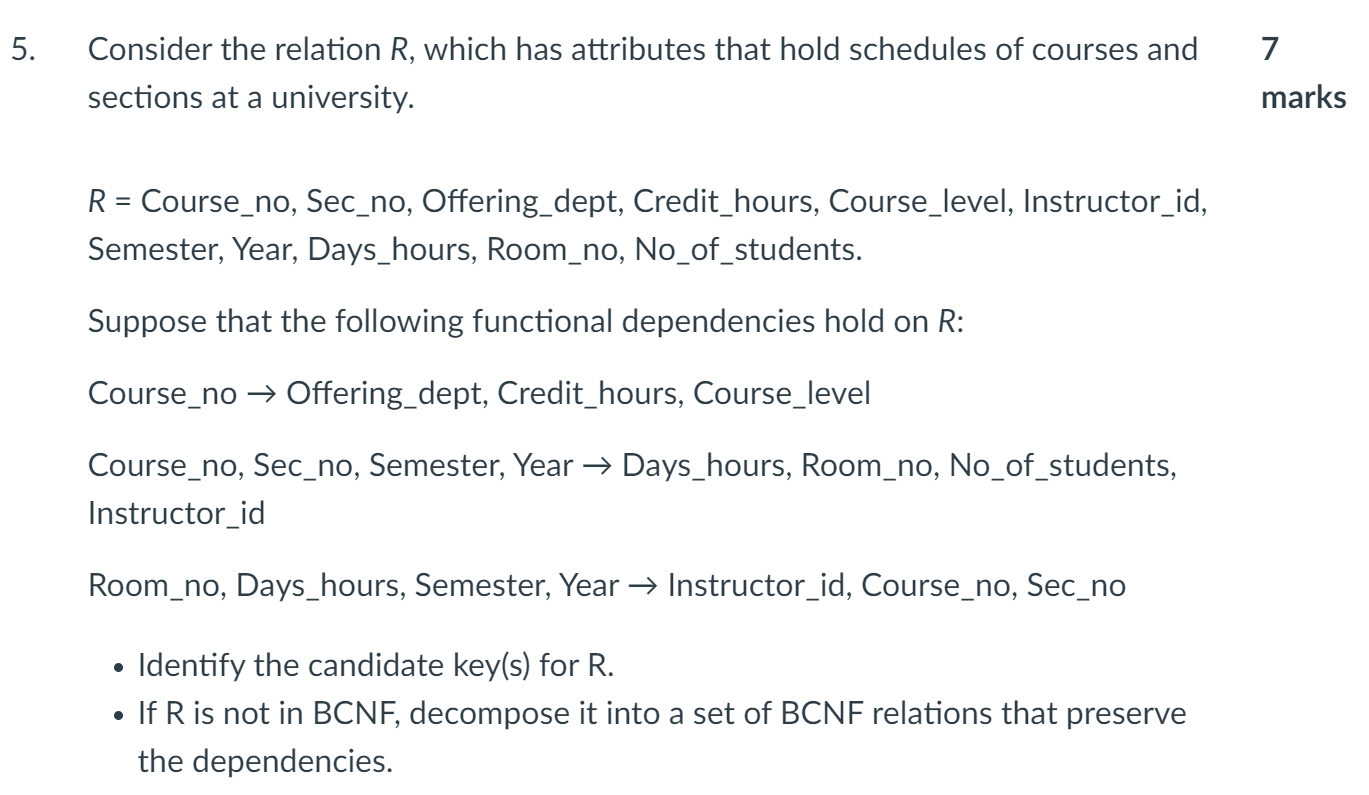 5. Consider the relation R, which has attributes that hold schedules of courses and 7
sections at a university. marks
R = Course_no, Sec_no, Offering_dept, Credit_hours, Course_level, Instructor_id,
Semester, Year, Days_hours, Room_no, No_of_students.
Suppose that the following functional dependencies hold on R:
Course_no → Offering_dept, Credit_hours, Course_level
Course_no, Sec_no, Semester, Year → Days_hours, Room_no, No_of_students,
Instructor_id
Room_no, Days_hours, Semester, Year → Instructor_id, Course_no, Sec_no
• Identify the candidate key(s) for R.
• If R is not in BCNF, decompose it into a set of BCNF relations that preserve
the dependencies.